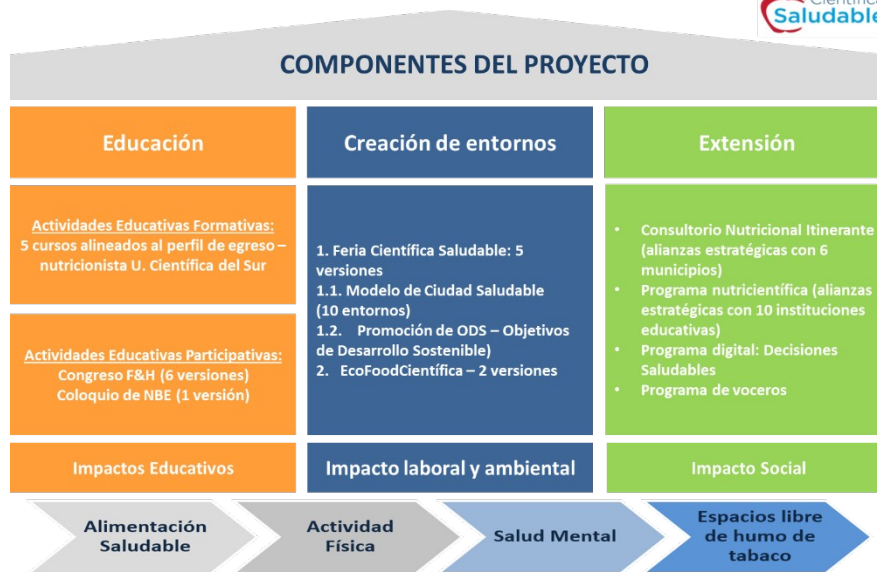 Científica
Saludable
COMPONENTES DEL PROYECTO
Educación
Creación de entornos
Extensión
Actividades Educativas Formativas:
5 cursos alineados al perfil de egreso –
nutricionista U. Científica del Sur
Actividades Educativas Participativas:
Congreso F&H (6 versiones)
Coloquio de NBE (1 versión)
1. Feria Científica Saludable: 5
versiones
1.1. Modelo de Ciudad Saludable
(10 entornos)
1.2. Promoción de ODS – Objetivos
de Desarrollo Sostenible)
2. EcoFoodCientífica – 2 versiones
• Consultorio Nutricional Itinerante
(alianzas estratégicas con 6
municipios)
• Programa nutricientífica (alianzas
estratégicas con 10 instituciones
educativas)
• Programa digital: Decisiones
Saludables
• Programa de voceros
Impactos Educativos
Impacto laboral y ambiental
Impacto Social
Alimentación
Saludable
Actividad
Física
Salud Mental
Espacios libre
de humo de
tabaco